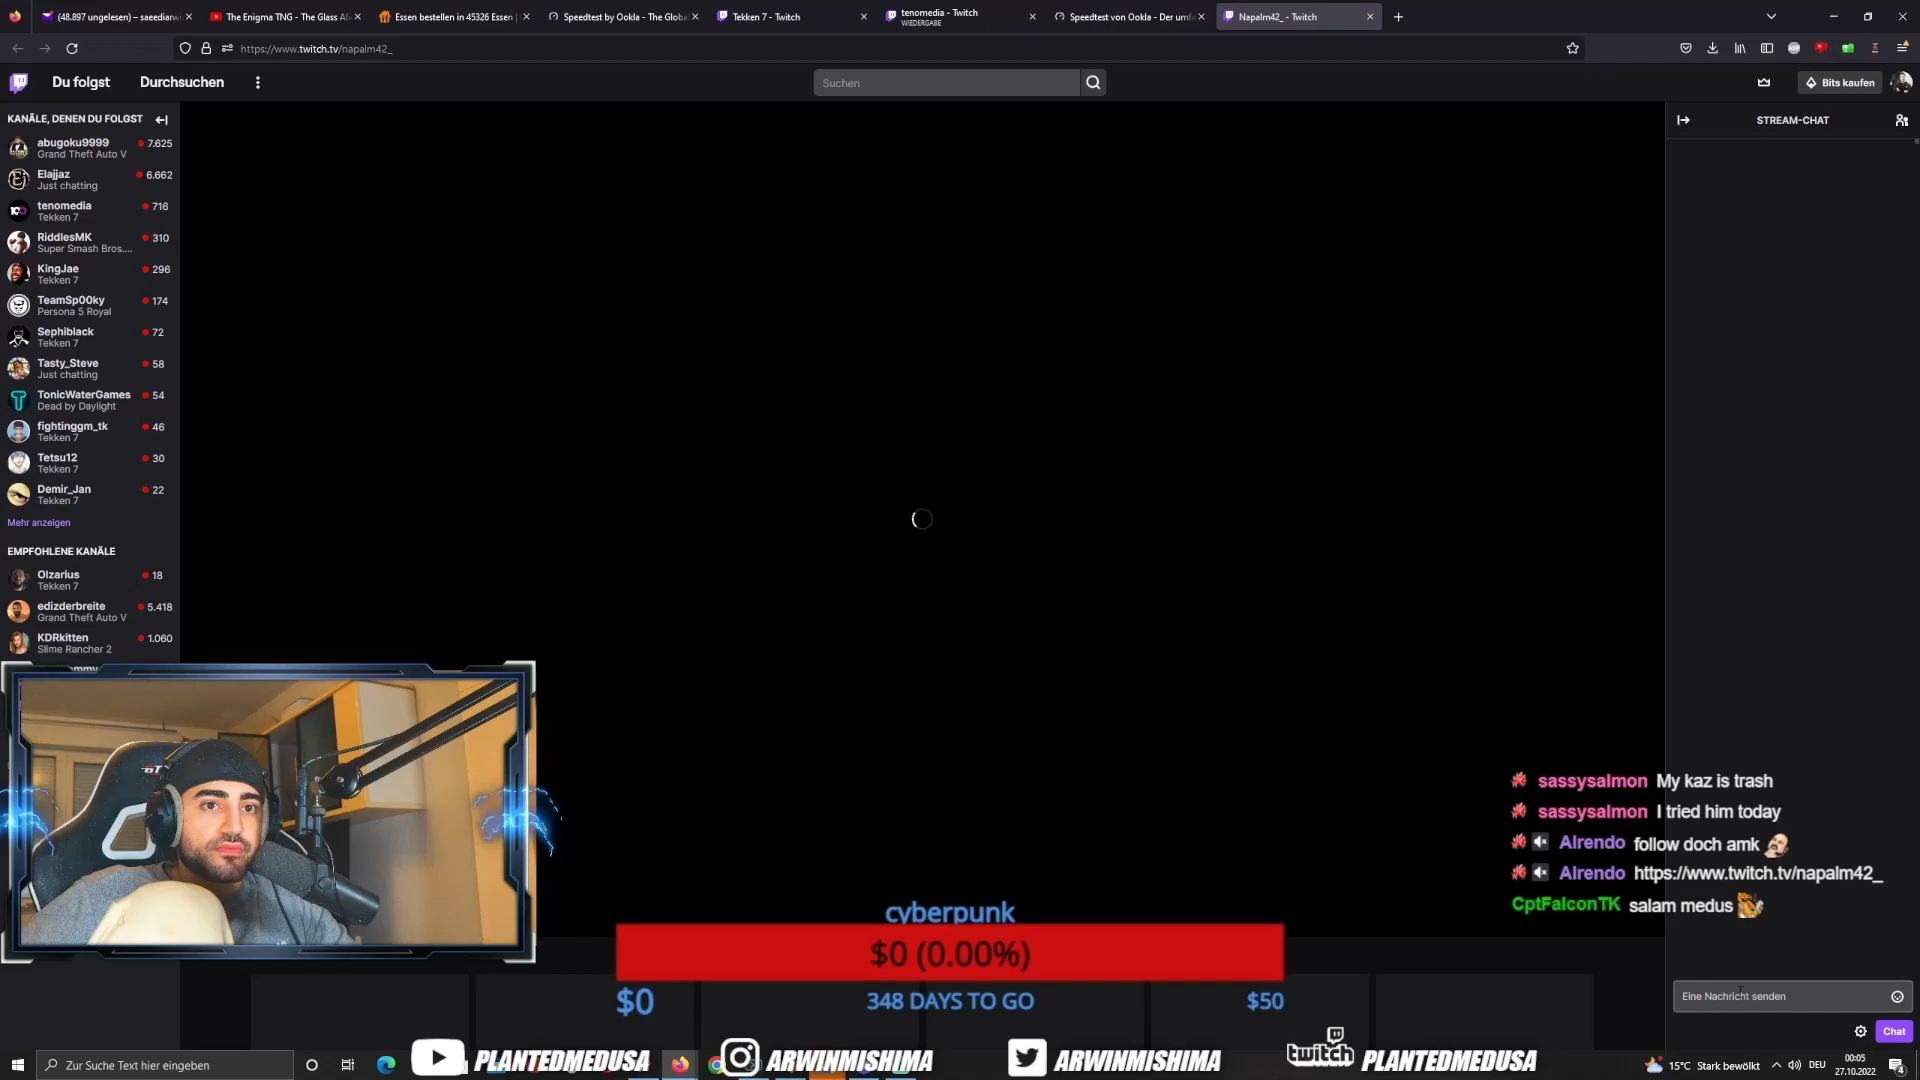 (48.897 ungelesen) – saeediarwi
The Enigma TNG - The Glass Al
Essen bestellen in 45326 Essen |
Speedtest by Ookla - The Globa
Tekken 7 - Twitch
tenomedia - Twitch
WIEDERGABE
Speedtest von Ookla - Der umfa
Napalm42_ - Twitch
https://www.twitch.tv/napalm42_
Du folgst
Durchsuchen
Suchen
Bits kaufen
KANÄLE, DENEN DU FOLGST
STREAM-CHAT
abugoku9999
7.625
Grand Theft Auto V
Elajjaz
6.662
Just chatting
tenomedia
716
Tekken 7
RiddlesMK
310
Super Smash Bros....
KingJae
296
Tekken 7
TeamSp00ky
174
Persona 5 Royal
Sephiblack
72
Tekken 7
Tasty_Steve
58
Just chatting
TonicWaterGames
54
Dead by Daylight
fightinggm_tk
46
Tekken 7
Tetsu12
30
Tekken 7
Demir_Jan
22
Tekken 7
Mehr anzeigen
EMPFOHLENE KANÄLE
Olzarius
18
Tekken 7
edizderbreite
5.418
Grand Theft Auto V
KDRkitten
1.060
Slime Rancher 2
sassysalmon My kaz is trash
sassysalmon I tried him today
Alrendo follow doch amk
Alrendo https://www.twitch.tv/napalm42_
CptFalconTK salam medus
cyberpunk
$0 (0.00%)
$0
348 DAYS TO GO
$50
Eine Nachricht senden
Chat
Zur Suche Text hier eingeben
PLANTEDMEDUSA
ARWINMISHIMA
ARWINMISHIMA
twitch PLANTEDMEDUSA
15°C Stark bewölkt
DEU
00:05
27.10.2022
4